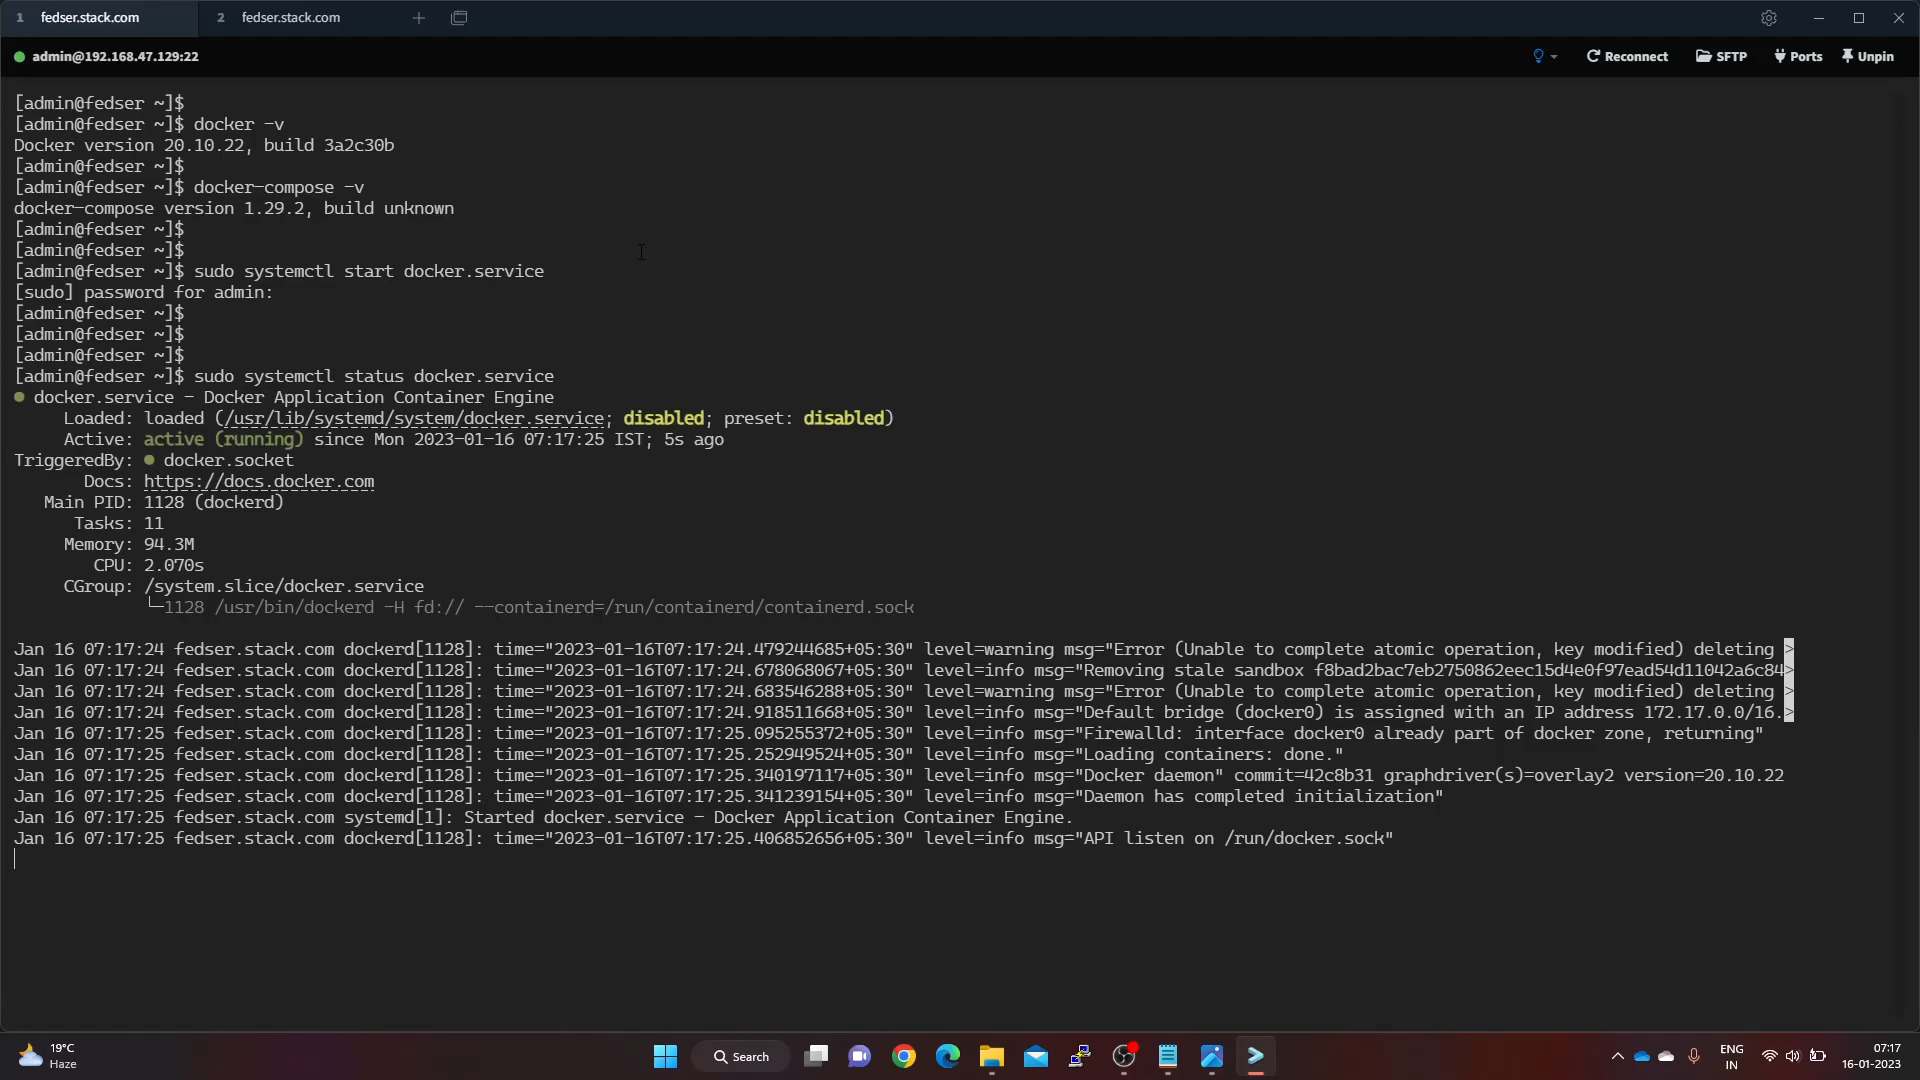 1 fedser.stack.com
2 fedser.stack.com
admin@192.168.47.129:22
Reconnect
SFTP
Ports
Unpin
[admin@fedser ~]$
[admin@fedser ~]$ docker -v
Docker version 20.10.22, build 3a2c30b
[admin@fedser ~]$
[admin@fedser ~]$ docker-compose -v
docker-compose version 1.29.2, build unknown
[admin@fedser ~]$
[admin@fedser ~]$
[admin@fedser ~]$ sudo systemctl start docker.service
[sudo] password for admin:
[admin@fedser ~]$
[admin@fedser ~]$
[admin@fedser ~]$
[admin@fedser ~]$ sudo systemctl status docker.service
● docker.service - Docker Application Container Engine
Loaded: loaded (/usr/lib/systemd/system/docker.service; disabled; preset: disabled)
Active: active (running) since Mon 2023-01-16 07:17:25 IST; 5s ago
TriggeredBy: ● docker.socket
Docs: https://docs.docker.com
Main PID: 1128 (dockerd)
Tasks: 11
Memory: 94.3M
CPU: 2.070s
CGroup: /system.slice/docker.service
└─1128 /usr/bin/dockerd -H fd:// --containerd=/run/containerd/containerd.sock
Jan 16 07:17:24 fedser.stack.com dockerd[1128]: time="2023-01-16T07:17:24.479244685+05:30" level=warning msg="Error (Unable to complete atomic operation, key modified) deleting >
Jan 16 07:17:24 fedser.stack.com dockerd[1128]: time="2023-01-16T07:17:24.678068067+05:30" level=info msg="Removing stale sandbox f8bad2bac7eb2750862eec15d4e0f97ead54d11042a6c84>
Jan 16 07:17:24 fedser.stack.com dockerd[1128]: time="2023-01-16T07:17:24.683546288+05:30" level=warning msg="Error (Unable to complete atomic operation, key modified) deleting >
Jan 16 07:17:24 fedser.stack.com dockerd[1128]: time="2023-01-16T07:17:24.918511668+05:30" level=info msg="Default bridge (docker0) is assigned with an IP address 172.17.0.0/16.>
Jan 16 07:17:25 fedser.stack.com dockerd[1128]: time="2023-01-16T07:17:25.095255372+05:30" level=info msg="Firewalld: interface docker0 already part of docker zone, returning"
Jan 16 07:17:25 fedser.stack.com dockerd[1128]: time="2023-01-16T07:17:25.252949524+05:30" level=info msg="Loading containers: done."
Jan 16 07:17:25 fedser.stack.com dockerd[1128]: time="2023-01-16T07:17:25.340197117+05:30" level=info msg="Docker daemon" commit=42c8b31 graphdriver(s)=overlay2 version=20.10.22
Jan 16 07:17:25 fedser.stack.com dockerd[1128]: time="2023-01-16T07:17:25.341239154+05:30" level=info msg="Daemon has completed initialization"
Jan 16 07:17:25 fedser.stack.com systemd[1]: Started docker.service - Docker Application Container Engine.
Jan 16 07:17:25 fedser.stack.com dockerd[1128]: time="2023-01-16T07:17:25.406852656+05:30" level=info msg="API listen on /run/docker.sock"
19°C
Haze
Search
ENG
IN
07:17
16-01-2023